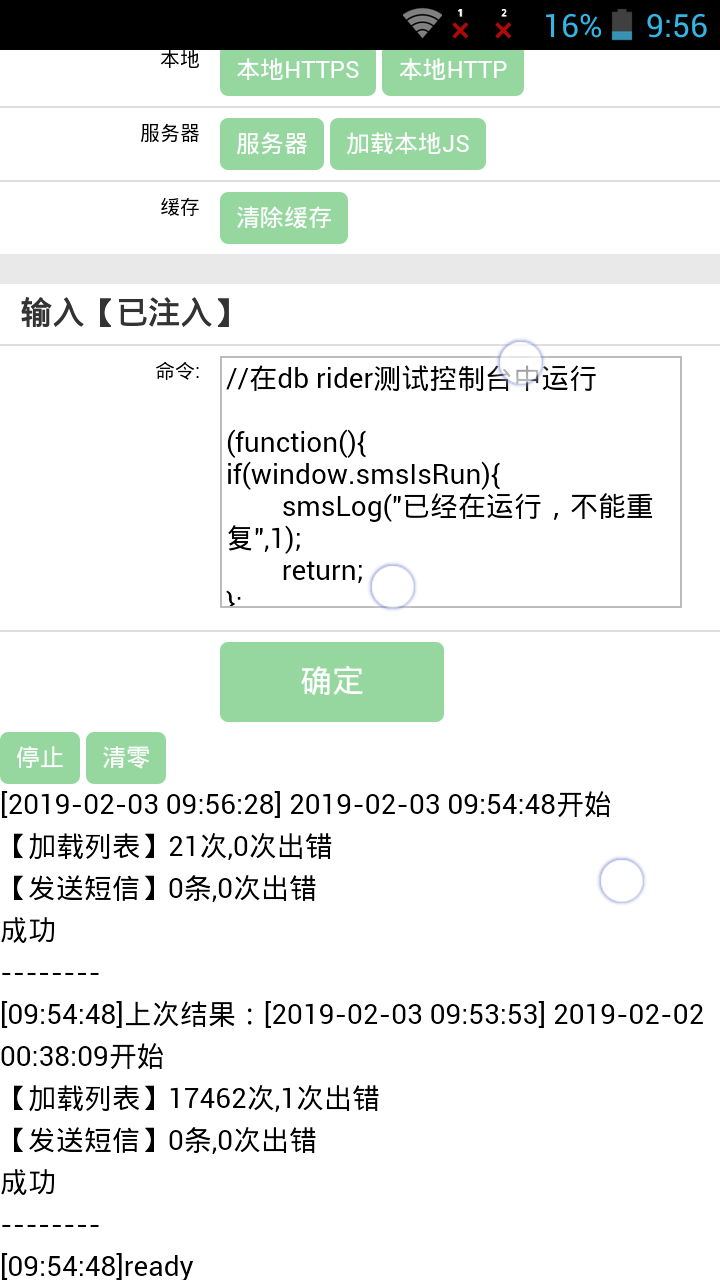 1 2 16% 9:56
本地 本地HTTPS 本地HTTP
服务器 服务器 加载本地JS
缓存 清除缓存
输入【已注入】
命令: //在db rider测试控制台中运行
(function(){
if(window.smsIsRun){
smsLog("已经在运行，不能重
复",1);
return;
};
确定
停止 清零
[2019-02-03 09:56:28] 2019-02-03 09:54:48开始
【加载列表】21次,0次出错
【发送短信】0条,0次出错
成功
--------
[09:54:48]上次结果：[2019-02-03 09:53:53] 2019-02-02
00:38:09开始
【加载列表】17462次,1次出错
【发送短信】0条,0次出错
成功
--------
[09:54:48]ready